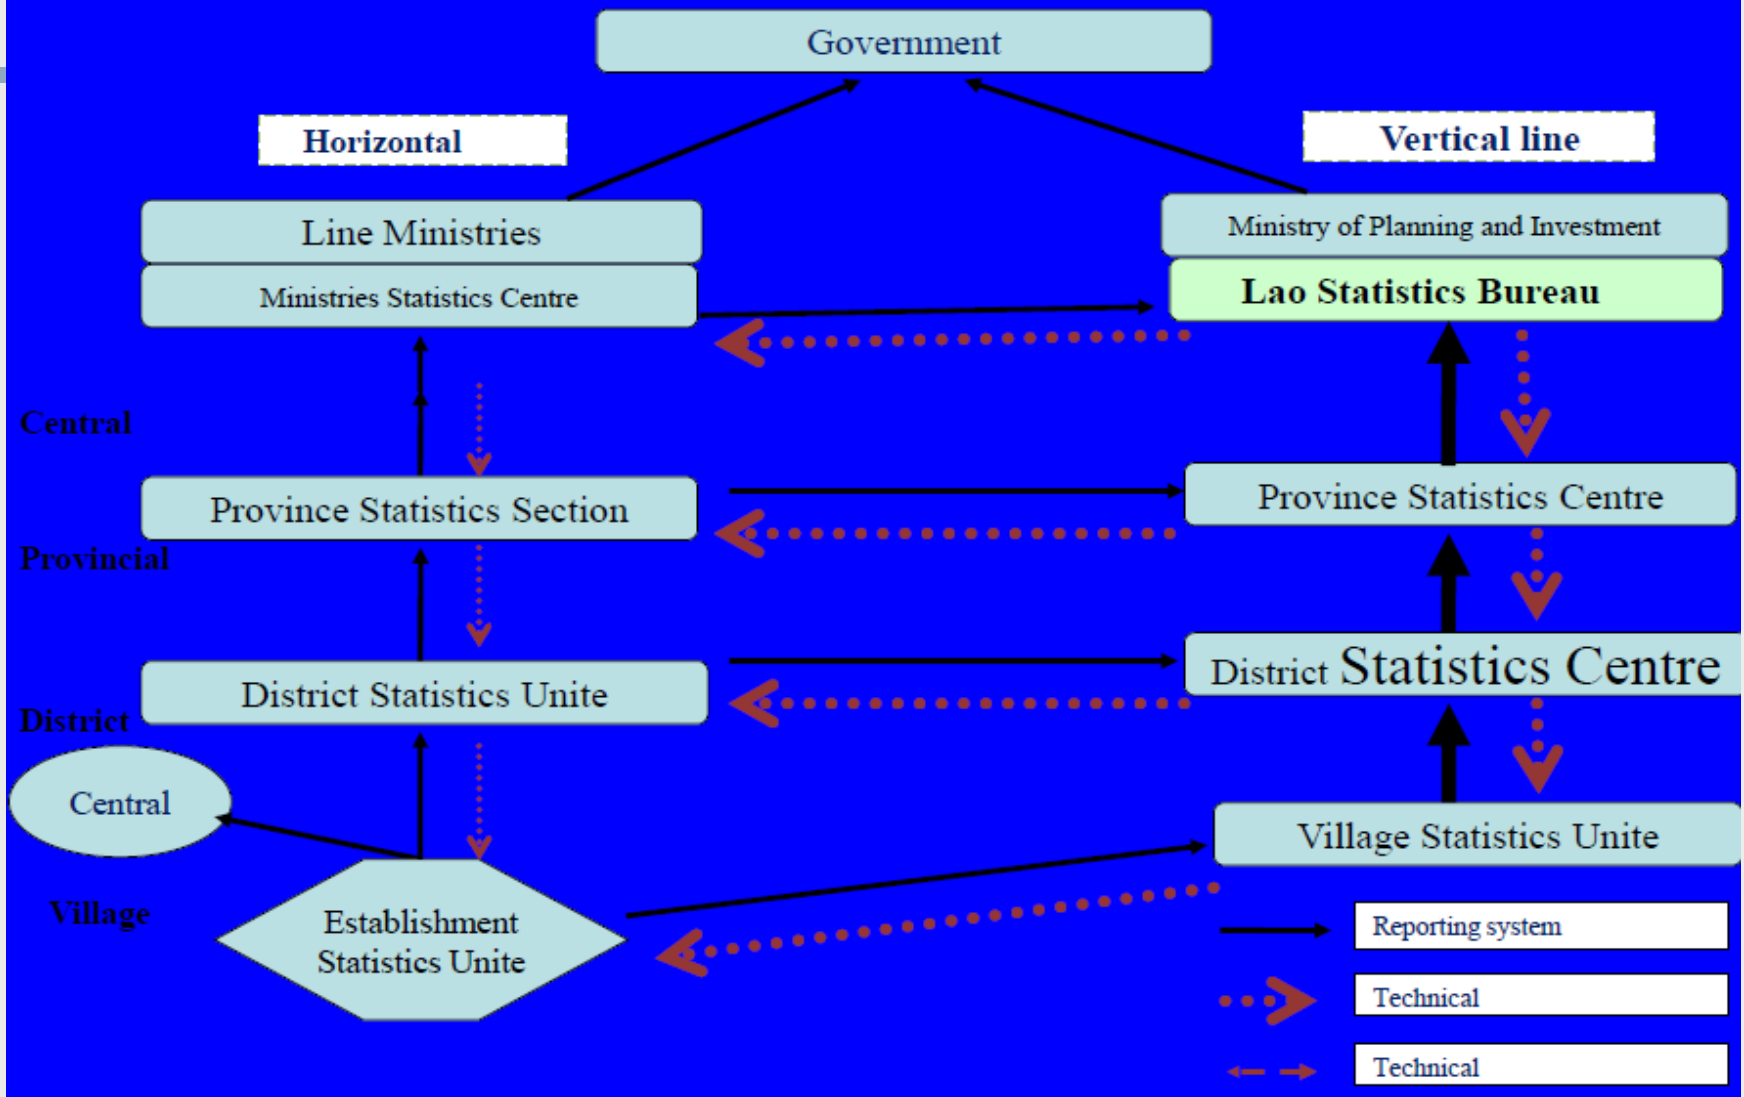 Government
Horizontal
Vertical line
Line Ministries
Ministry of Planning and Investment
Ministries Statistics Centre
Lao Statistics Bureau
Central
Province Statistics Section
Province Statistics Centre
Provincial
District Statistics Unite
District Statistics Centre
District
Central
Village Statistics Unite
Village
Establishment
Statistics Unite
Reporting system
Technical
Technical